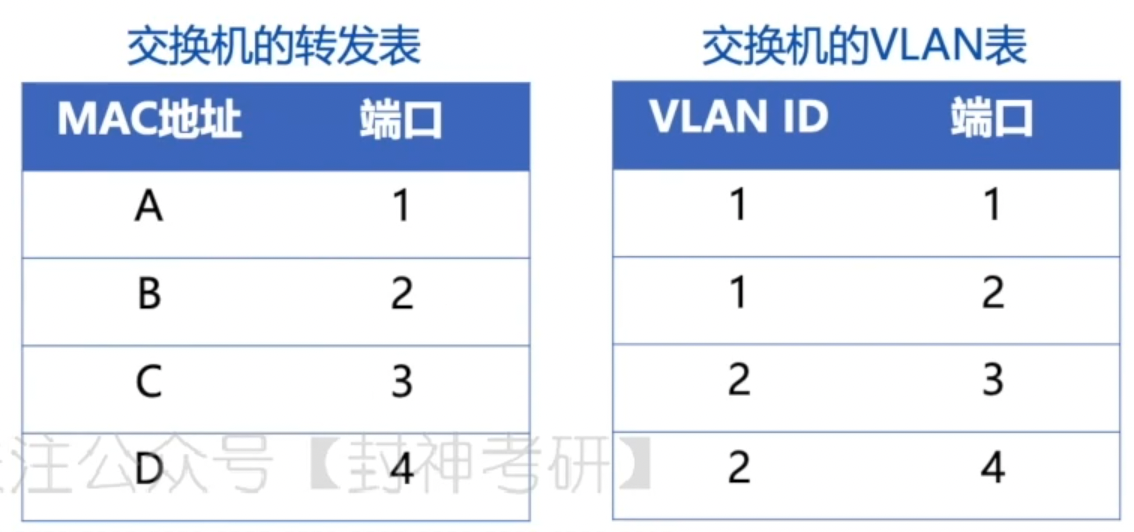 交换机的转发表
MAC地址 端口
A 1
B 2
C 3
D 4
交换机的VLAN表
VLAN ID 端口
1 1
1 2
2 3
2 4
注公众号【封神考研】